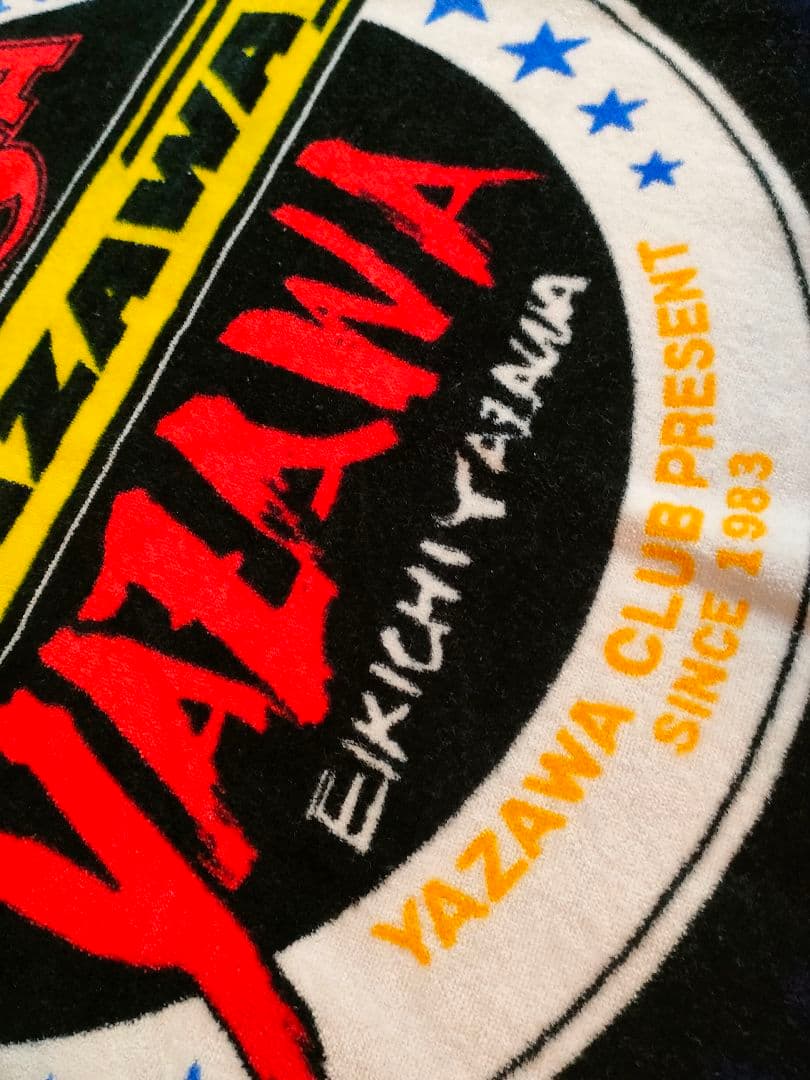 YAZAWA
YAZAWA
EIKICHI YAZAWA
YAZAWA CLUB PRESENT
SINCE 1983